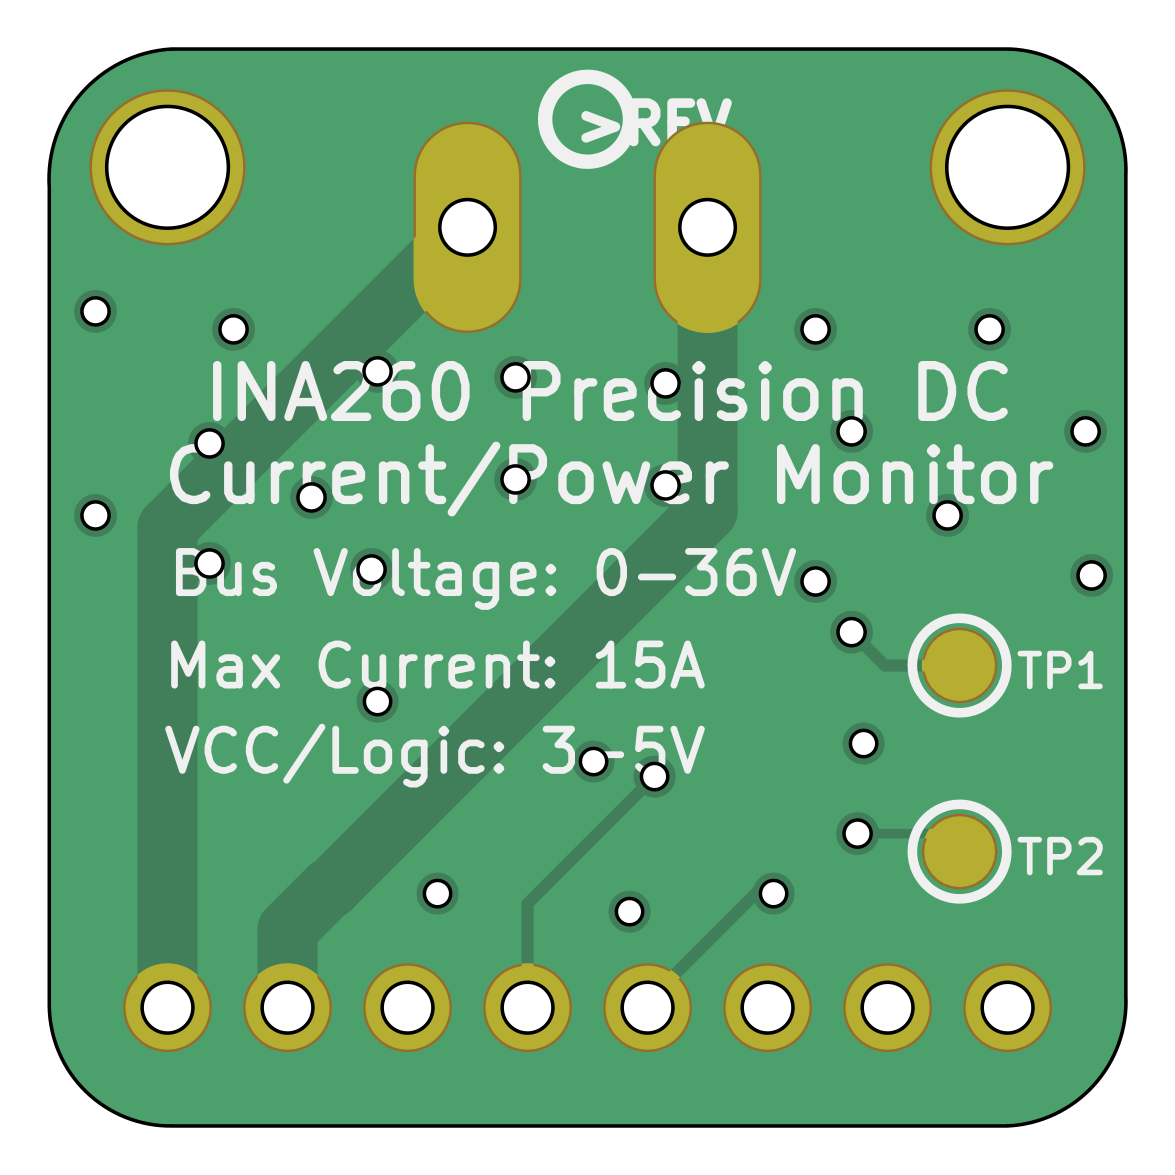 >REV
INA260 Precision DC
Current/Power Monitor
Bus Voltage: 0-36V
Max Current: 15A
VCC/Logic: 3-5V
TP1
TP2